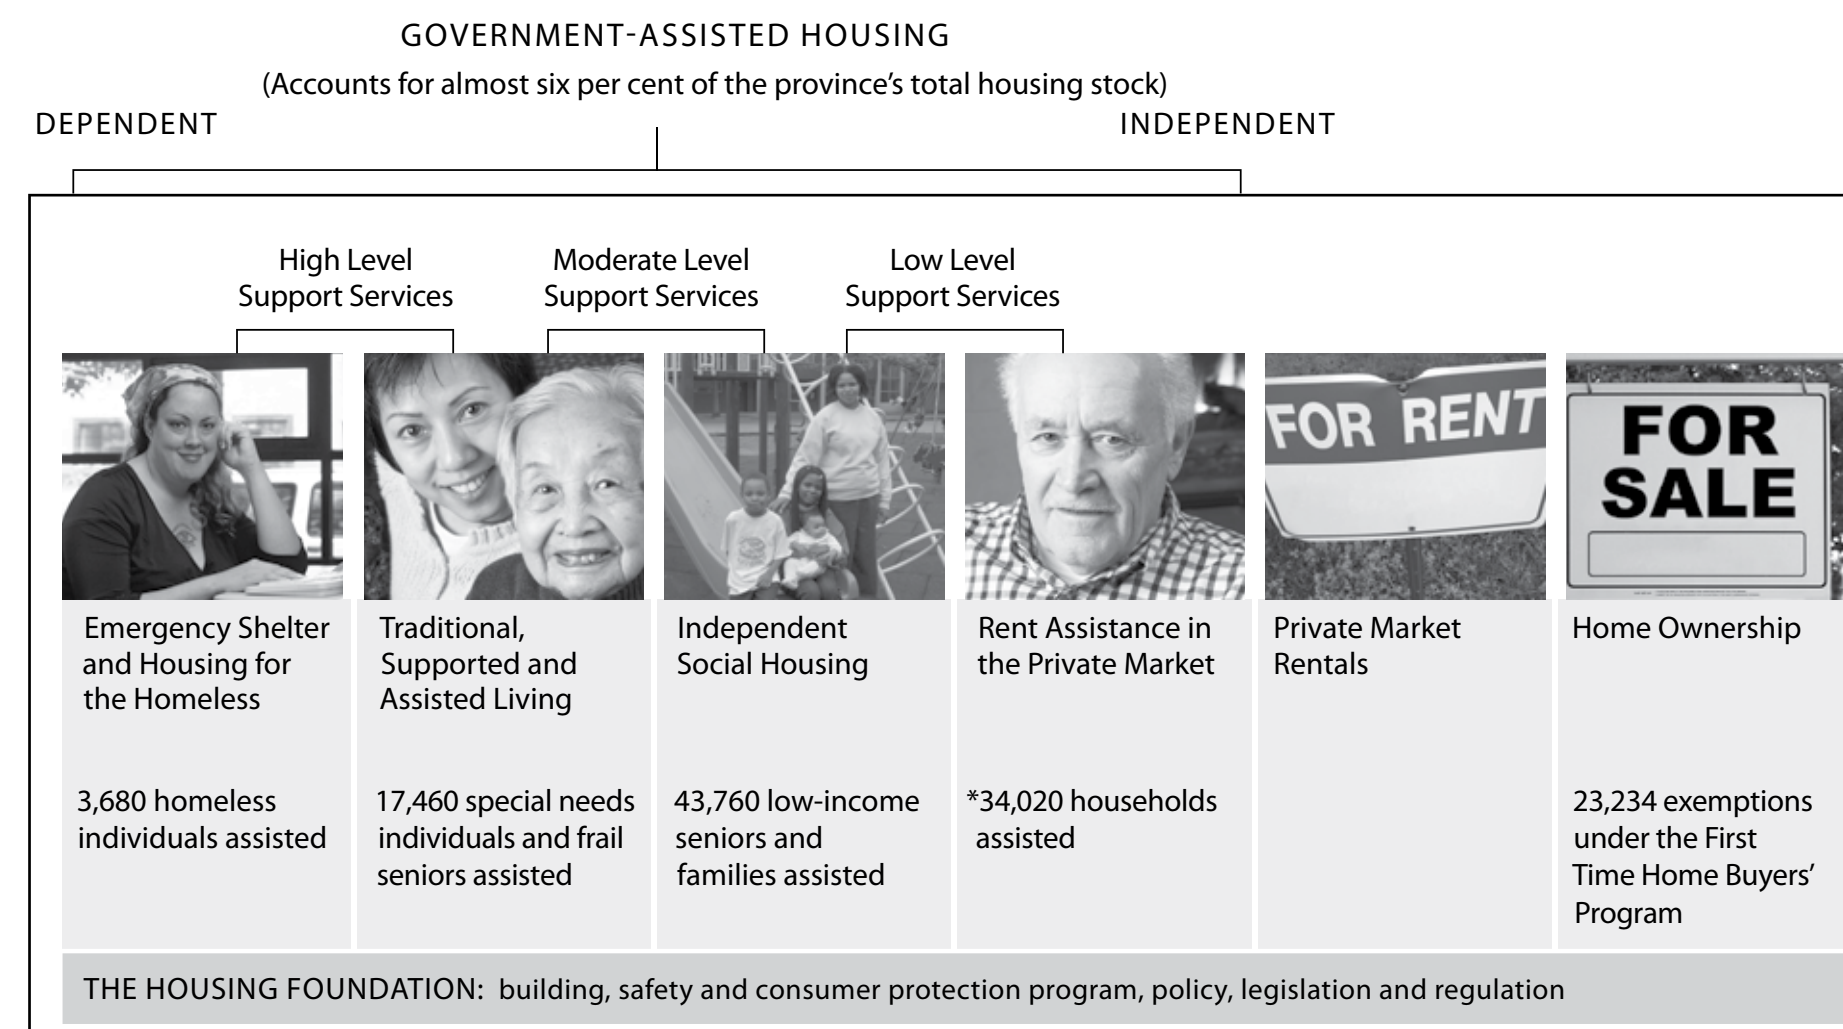 GOVERNMENT-ASSISTED HOUSING
(Accounts for almost six per cent of the province's total housing stock)
DEPENDENT
INDEPENDENT
High Level
Support Services
Moderate Level
Support Services
Low Level
Support Services
FOR RENT
FOR
SALE
Emergency Shelter
and Housing for
the Homeless
Traditional,
Supported and
Assisted Living
Independent
Social Housing
Rent Assistance in
the Private Market
Private Market
Rentals
Home Ownership
3,680 homeless
individuals assisted
17,460 special needs
individuals and frail
seniors assisted
43,760 low-income
seniors and
families assisted
*34,020 households
assisted
23,234 exemptions
under the First
Time Home Buyers'
Program
THE HOUSING FOUNDATION: building, safety and consumer protection program, policy, legislation and regulation